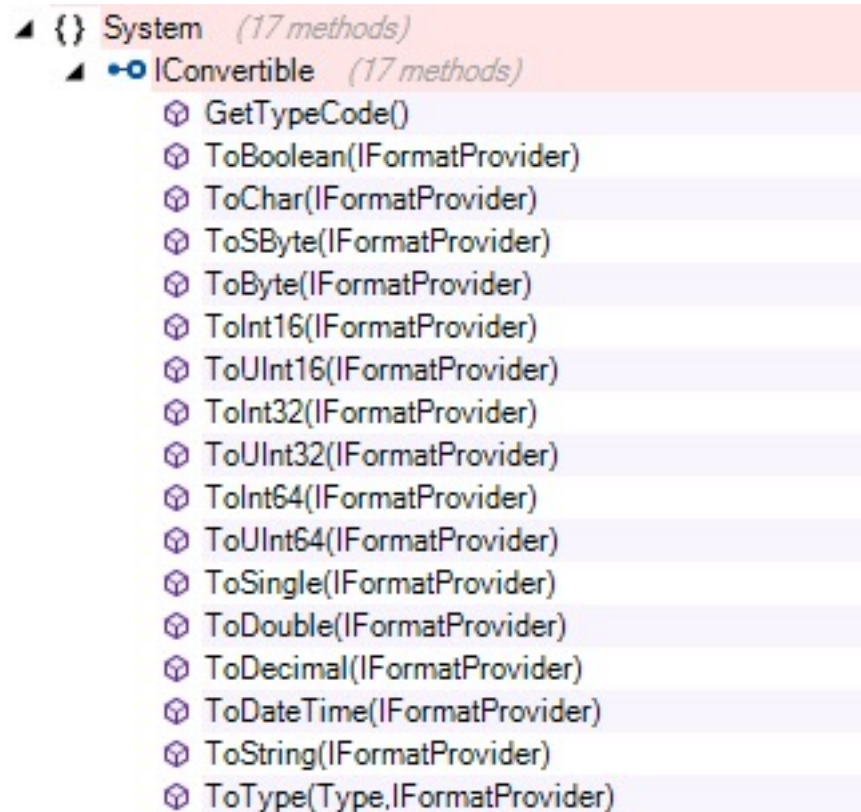 {} System (17 methods)
IConvertible (17 methods)
GetTypeCode()
ToBoolean(IFormatProvider)
ToChar(IFormatProvider)
ToSByte(IFormatProvider)
ToByte(IFormatProvider)
ToInt16(IFormatProvider)
ToUInt16(IFormatProvider)
ToInt32(IFormatProvider)
ToUInt32(IFormatProvider)
ToInt64(IFormatProvider)
ToUInt64(IFormatProvider)
ToSingle(IFormatProvider)
ToDouble(IFormatProvider)
ToDecimal(IFormatProvider)
ToDateTime(IFormatProvider)
ToString(IFormatProvider)
ToType(Type,IFormatProvider)